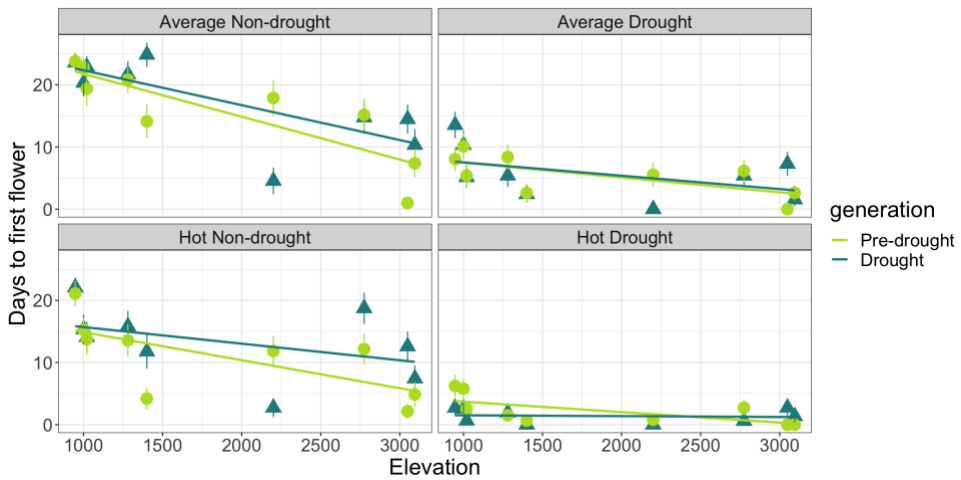 Average Non-drought
Average Drought
20
10
0
Hot Non-drought
Hot Drought
20
10
0
1000 1500 2000 2500 3000
1000 1500 2000 2500 3000
Elevation
Days to first flower
generation
Pre-drought
Drought